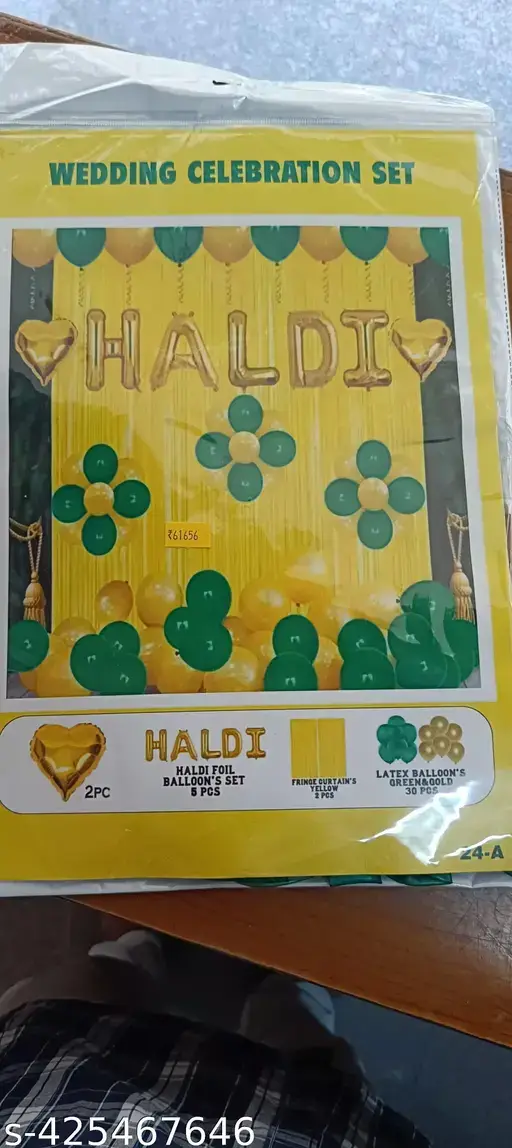 WEDDING CELEBRATION SET
HALDI
₹61656
2PC
HALDI
HALDI FOIL
BALLOON'S SET
5 PCS
FRINGE CURTAIN'S
YELLOW
2 PCS
LATEX BALLOON'S
GREEN&GOLD
30 PCS
24-A
s-425467646